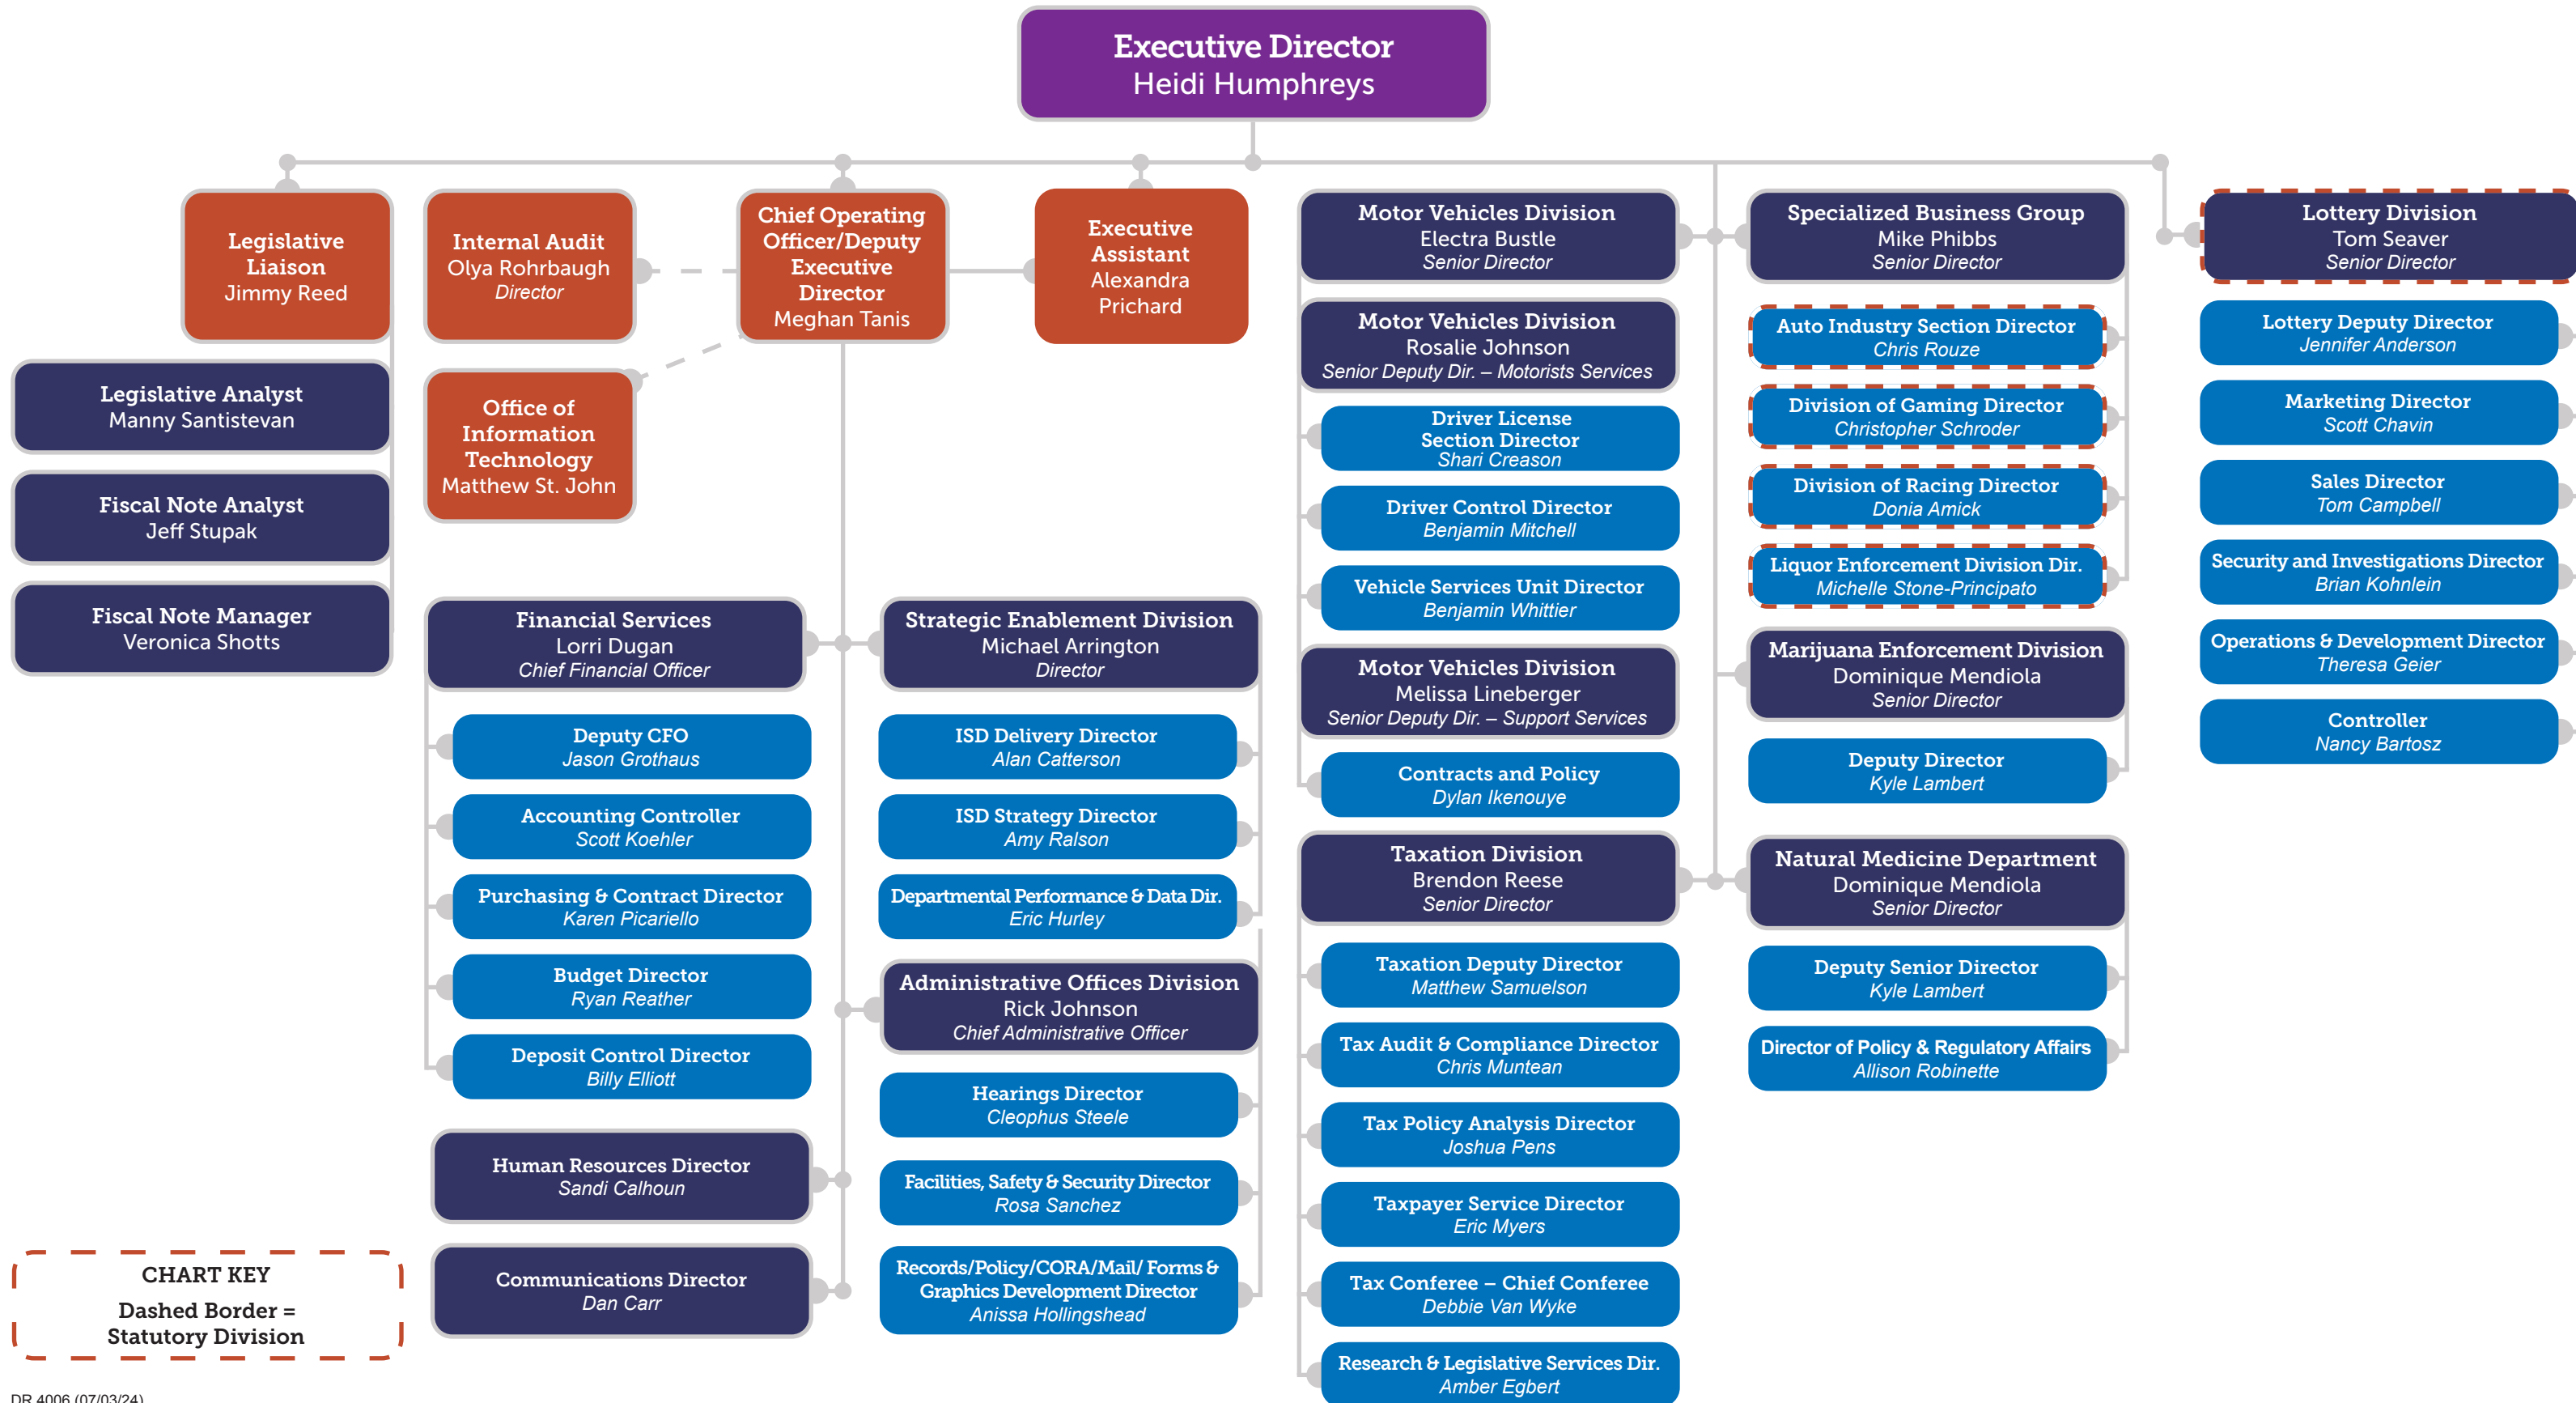 Executive Director
Heidi Humphreys
Legislative
Liaison
Jimmy Reed
Legislative Analyst
Manny Santistevan
Fiscal Note Analyst
Jeff Stupak
Fiscal Note Manager
Veronica Shotts
Internal Audit
Olya Rohrbaugh
Director
Office of
Information
Technology
Matthew St. John
Chief Operating
Officer/Deputy
Executive
Director
Meghan Tanis
Executive
Assistant
Alexandra
Prichard
Financial Services
Lorri Dugan
Chief Financial Officer
Deputy CFO
Jason Grothaus
Accounting Controller
Scott Koehler
Purchasing & Contract Director
Karen Picariello
Budget Director
Ryan Reather
Deposit Control Director
Billy Elliott
Human Resources Director
Sandi Calhoun
Communications Director
Dan Carr
Strategic Enablement Division
Michael Arrington
Director
ISD Delivery Director
Alan Catterson
ISD Strategy Director
Amy Ralson
Departmental Performance & Data Dir.
Eric Hurley
Administrative Offices Division
Rick Johnson
Chief Administrative Officer
Hearings Director
Cleophus Steele
Facilities, Safety & Security Director
Rosa Sanchez
Records/Policy/CORA/Mail/ Forms &
Graphics Development Director
Anissa Hollingshead
Motor Vehicles Division
Electra Bustle
Senior Director
Motor Vehicles Division
Rosalie Johnson
Senior Deputy Dir. – Motorists Services
Driver License
Section Director
Shari Creason
Driver Control Director
Benjamin Mitchell
Vehicle Services Unit Director
Benjamin Whittier
Motor Vehicles Division
Melissa Lineberger
Senior Deputy Dir. – Support Services
Contracts and Policy
Dylan Ikenouye
Taxation Division
Brendon Reese
Senior Director
Taxation Deputy Director
Matthew Samuelson
Tax Audit & Compliance Director
Chris Muntean
Tax Policy Analysis Director
Joshua Pens
Taxpayer Service Director
Eric Myers
Tax Conferee – Chief Conferee
Debbie Van Wyke
Research & Legislative Services Dir.
Amber Egbert
Specialized Business Group
Mike Phibbs
Senior Director
Auto Industry Section Director
Chris Rouze
Division of Gaming Director
Christopher Schroder
Division of Racing Director
Donia Amick
Liquor Enforcement Division Dir.
Michelle Stone-Principato
Marijuana Enforcement Division
Dominique Mendiola
Senior Director
Deputy Director
Kyle Lambert
Natural Medicine Department
Dominique Mendiola
Senior Director
Deputy Senior Director
Kyle Lambert
Director of Policy & Regulatory Affairs
Allison Robinette
Lottery Division
Tom Seaver
Senior Director
Lottery Deputy Director
Jennifer Anderson
Marketing Director
Scott Chavin
Sales Director
Tom Campbell
Security and Investigations Director
Brian Kohnlein
Operations & Development Director
Theresa Geier
Controller
Nancy Bartosz
CHART KEY
Dashed Border =
Statutory Division
DR 4006 (07/03/24)